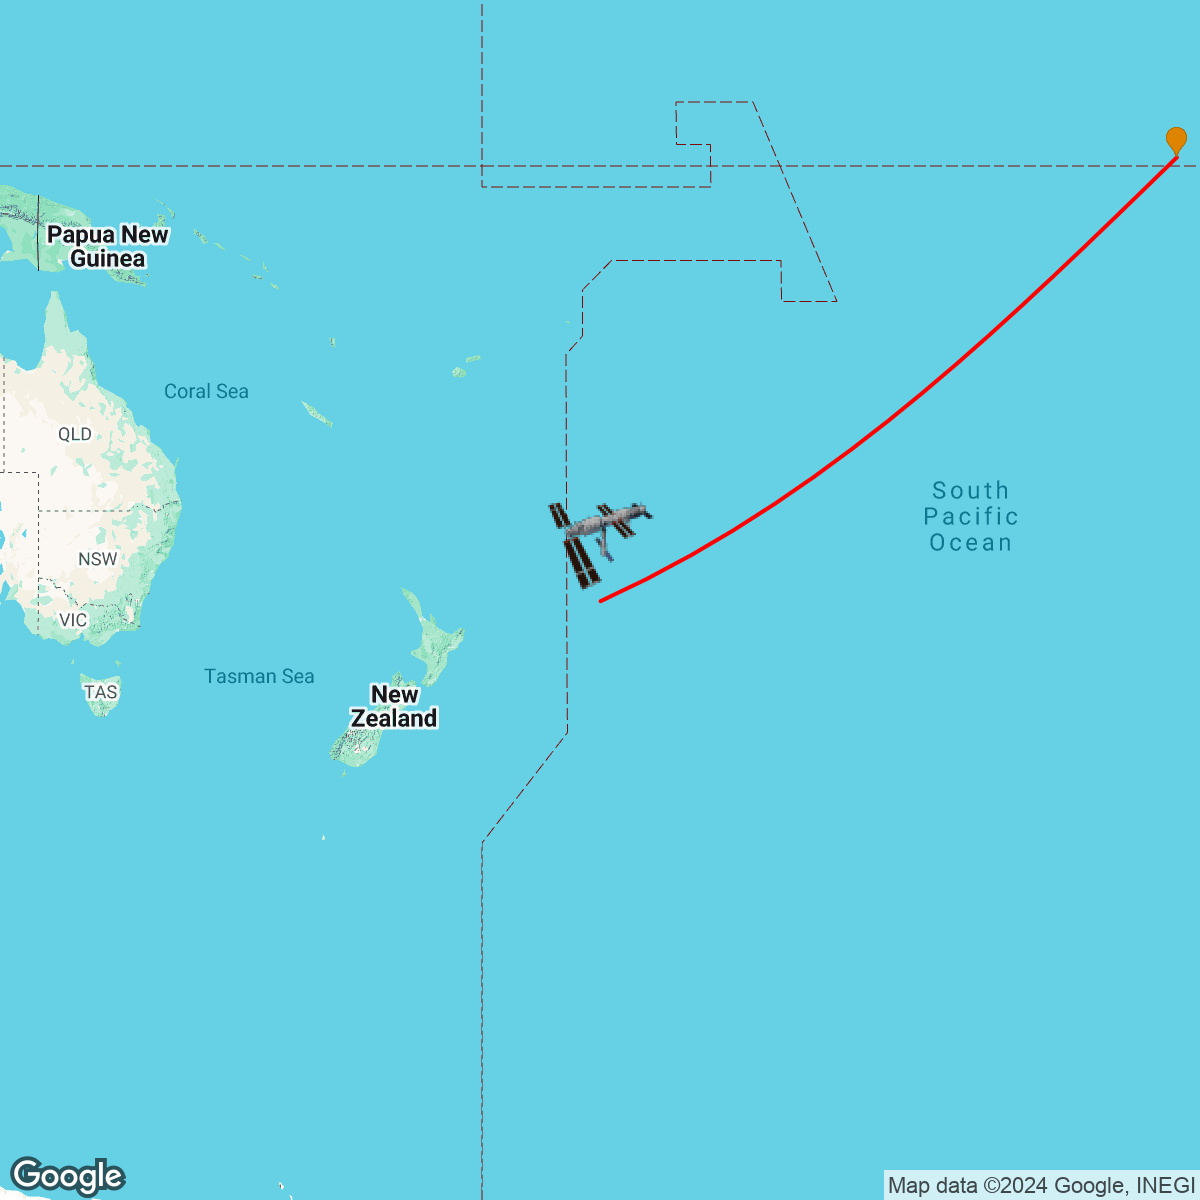 Papua New
Guinea
Coral Sea
QLD
South
Pacific
Ocean
NSW
VIC
Tasman Sea
TAS
New
Zealand
Google
Map data ©2024 Google, INEGI